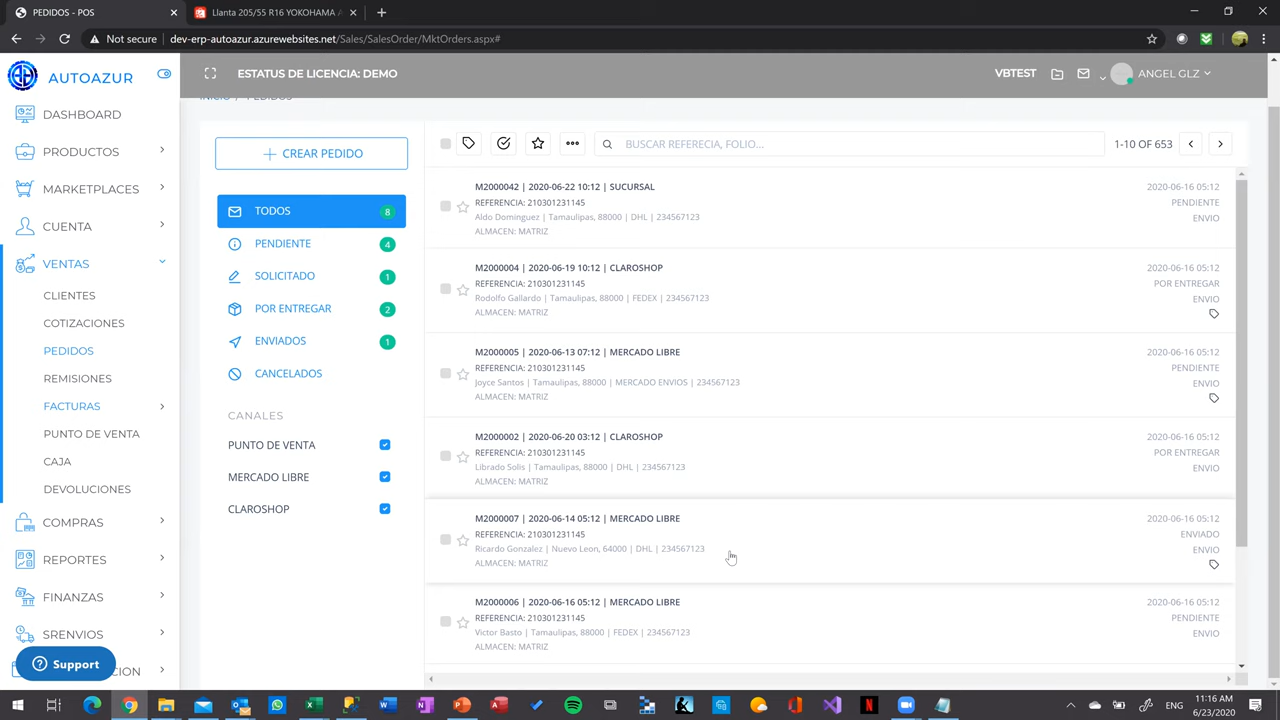 PEDIDOS - POS
Llanta 205/55 R16 YOKOHAMA A
Not secure
dev-erp.autoazur.azurewebsites.net/Sales/SalesOrder/MktOrders.aspx#
AUTOAZUR
ESTATUS DE LICENCIA: DEMO
VBTEST
ANGEL GLZ
INICIO / PEDIDOS
DASHBOARD
PRODUCTOS
MARKETPLACES
CUENTA
VENTAS
CLIENTES
COTIZACIONES
PEDIDOS
REMISIONES
FACTURAS
PUNTO DE VENTA
CAJA
DEVOLUCIONES
COMPRAS
REPORTES
FINANZAS
SRENVIOS
Support
CION
CREAR PEDIDO
TODOS 8
PENDIENTE 4
SOLICITADO 1
POR ENTREGAR 2
ENVIADOS 1
CANCELADOS
CANALES
PUNTO DE VENTA
MERCADO LIBRE
CLAROSHOP
BUSCAR REFERECIA, FOLIO...
1-10 OF 653
M2000042 | 2020-06-22 10:12 | SUCURSAL
REFERENCIA: 210301231145
Aldo Dominguez | Tamaulipas, 88000 | DHL | 234567123
ALMACEN: MATRIZ
2020-06-16 05:12
PENDIENTE
ENVIO
M2000004 | 2020-06-19 10:12 | CLAROSHOP
REFERENCIA: 210301231145
Rodolfo Gallardo | Tamaulipas, 88000 | FEDEX | 234567123
ALMACEN: MATRIZ
2020-06-16 05:12
POR ENTREGAR
ENVIO
M2000005 | 2020-06-13 07:12 | MERCADO LIBRE
REFERENCIA: 210301231145
Joyce Santos | Tamaulipas, 88000 | MERCADO ENVIOS | 234567123
ALMACEN: MATRIZ
2020-06-16 05:12
PENDIENTE
ENVIO
M2000002 | 2020-06-20 03:12 | CLAROSHOP
REFERENCIA: 210301231145
Librado Solis | Tamaulipas, 88000 | DHL | 234567123
ALMACEN: MATRIZ
2020-06-16 05:12
POR ENTREGAR
ENVIO
M2000007 | 2020-06-14 05:12 | MERCADO LIBRE
REFERENCIA: 210301231145
Ricardo Gonzalez | Nuevo Leon, 64000 | DHL | 234567123
ALMACEN: MATRIZ
2020-06-16 05:12
ENVIADO
ENVIO
M2000006 | 2020-06-16 05:12 | MERCADO LIBRE
REFERENCIA: 210301231145
Victor Basto | Tamaulipas, 88000 | FEDEX | 234567123
ALMACEN: MATRIZ
2020-06-16 05:12
PENDIENTE
ENVIO
11:16 AM
6/23/2020